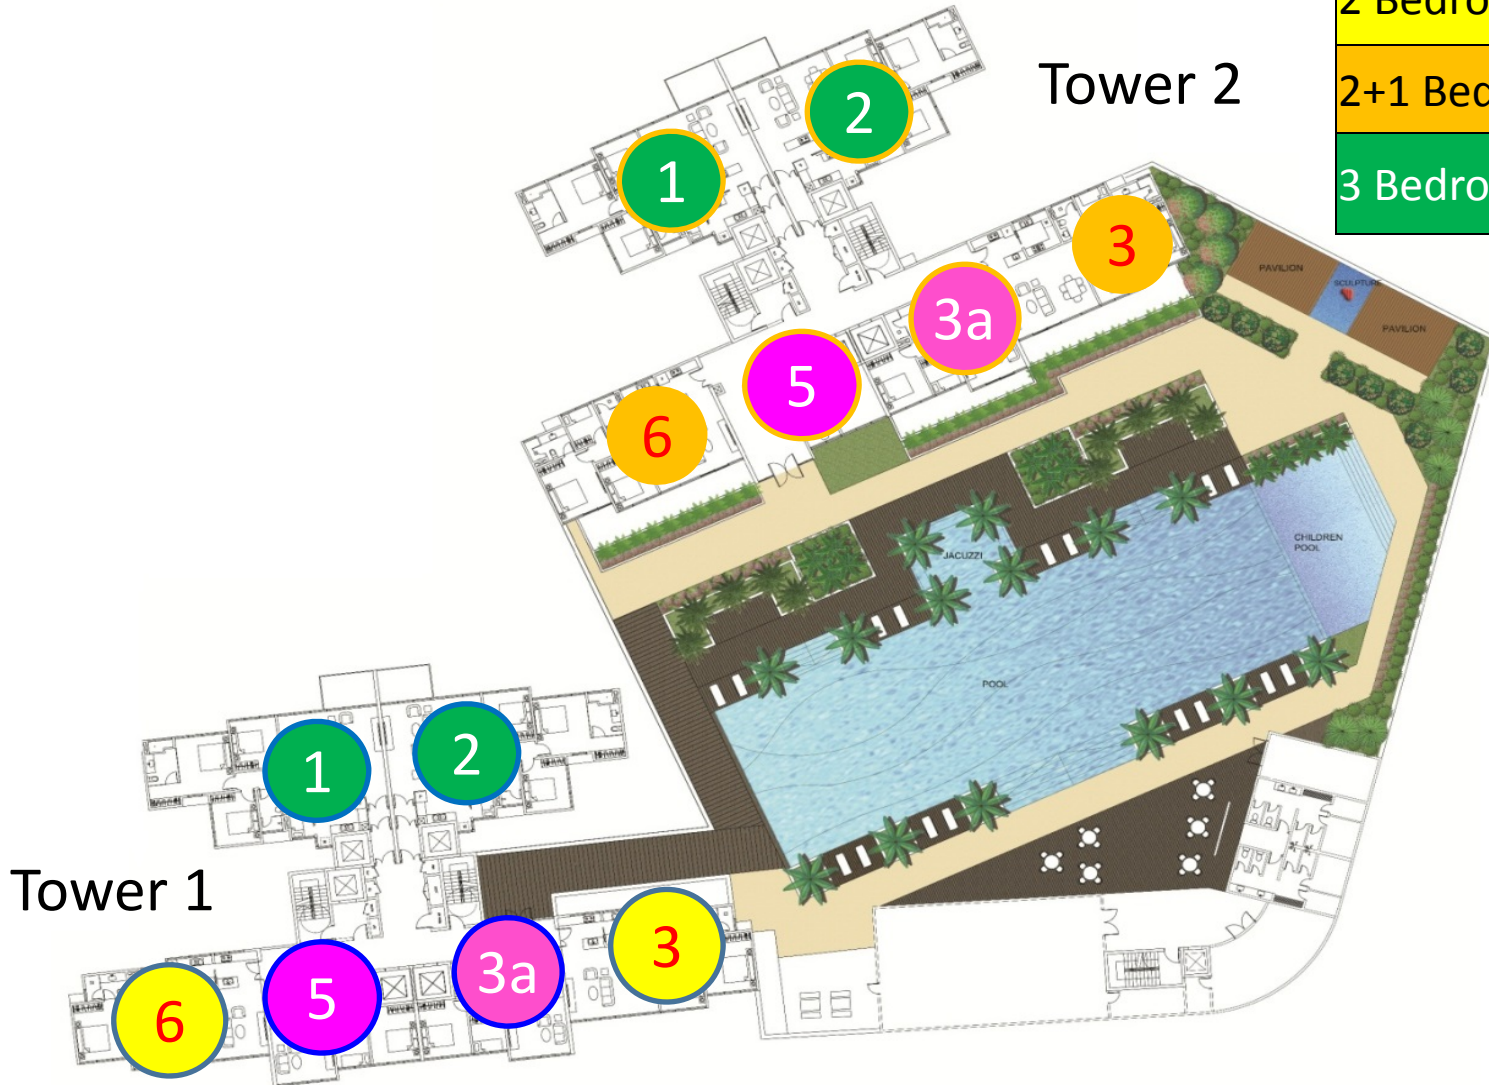 2 Bedro
Tower 2
2+1 Bed
3 Bedro
2
1
3
3a
5
6
PAVILION
SCULPTURE
PAVILION
JACUZZI
CHILDREN
POOL
POOL
1
2
Tower 1
3
3a
5
6